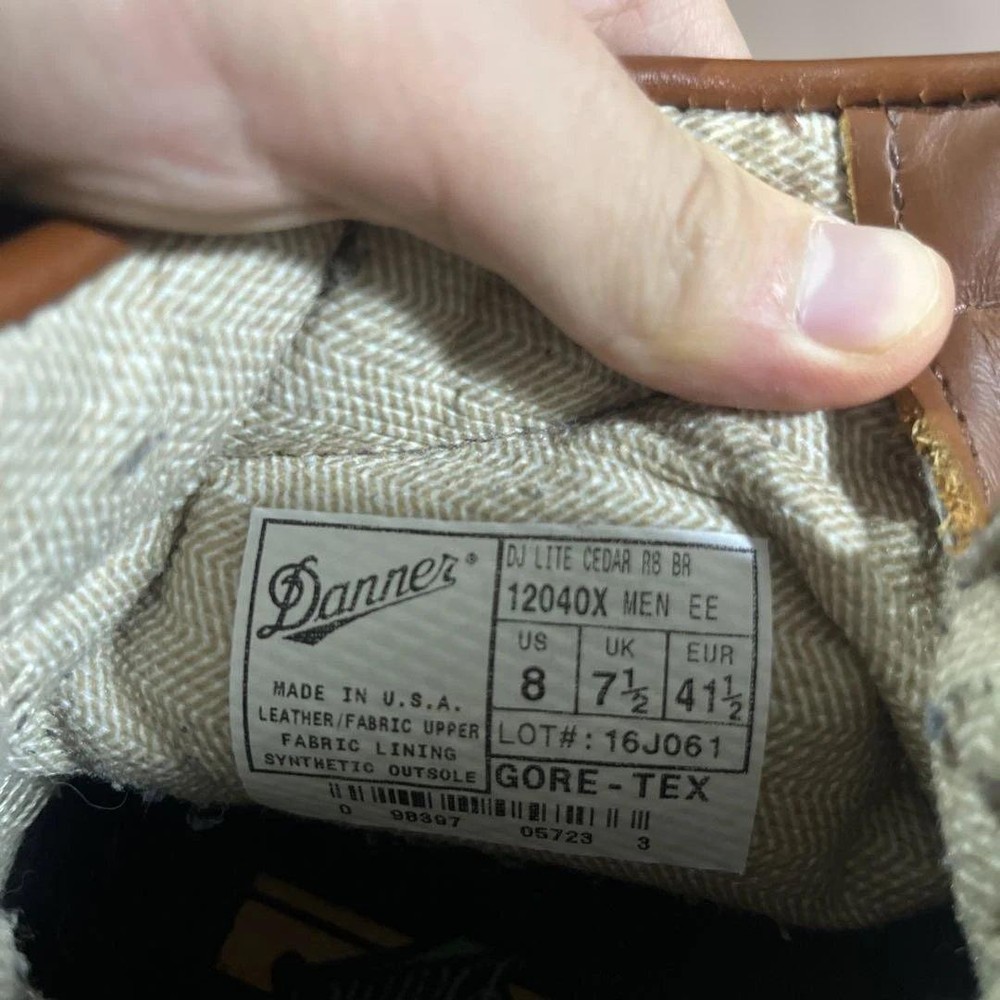 Danner®
MADE IN U.S.A.
LEATHER/FABRIC UPPER
FABRIC LINING
SYNTHETIC OUTSOLE
DJ LITE CEDAR R8 BR
12040X MEN EE
US UK EUR
8 7½ 41½
LOT#: 16J061
GORE-TEX
0 98397 05723 3